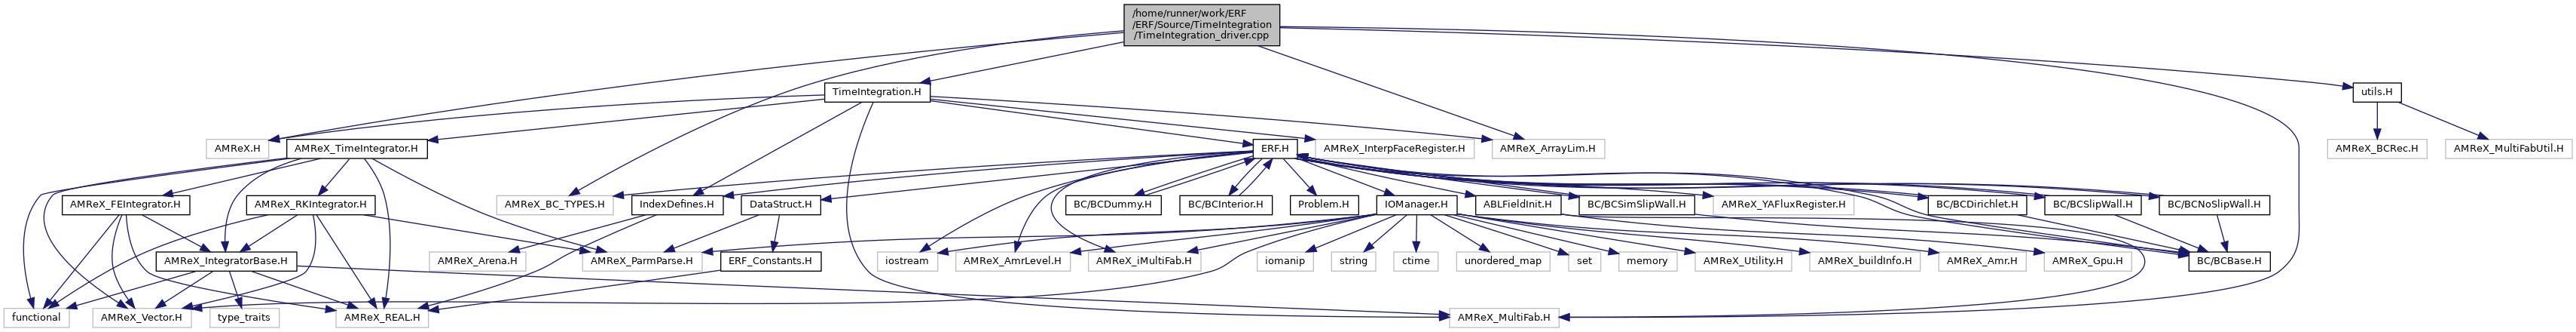 /home/runner/work/ERF
/ERF/Source/TimeIntegration
/TimeIntegration_driver.cpp
TimeIntegration.H
utils.H
AMReX.H
AMReX_TimeIntegrator.H
ERF.H
AMReX_InterpFaceRegister.H
AMReX_ArrayLim.H
AMReX_BCRec.H
AMReX_MultiFabUtil.H
AMReX_FEIntegrator.H
AMReX_RKIntegrator.H
AMReX_BC_TYPES.H
IndexDefines.H
DataStruct.H
BC/BCDummy.H
BC/BCInterior.H
Problem.H
IOManager.H
ABLFieldInit.H
BC/BCSimSlipWall.H
AMReX_YAFluxRegister.H
BC/BCDirichlet.H
BC/BCSlipWall.H
BC/BCNoSlipWall.H
AMReX_IntegratorBase.H
AMReX_Arena.H
AMReX_ParmParse.H
ERF_Constants.H
iostream
AMReX_AmrLevel.H
AMReX_iMultiFab.H
iomanip
string
ctime
unordered_map
set
memory
AMReX_Utility.H
AMReX_buildInfo.H
AMReX_Amr.H
AMReX_Gpu.H
BC/BCBase.H
functional
AMReX_Vector.H
type_traits
AMReX_REAL.H
AMReX_MultiFab.H